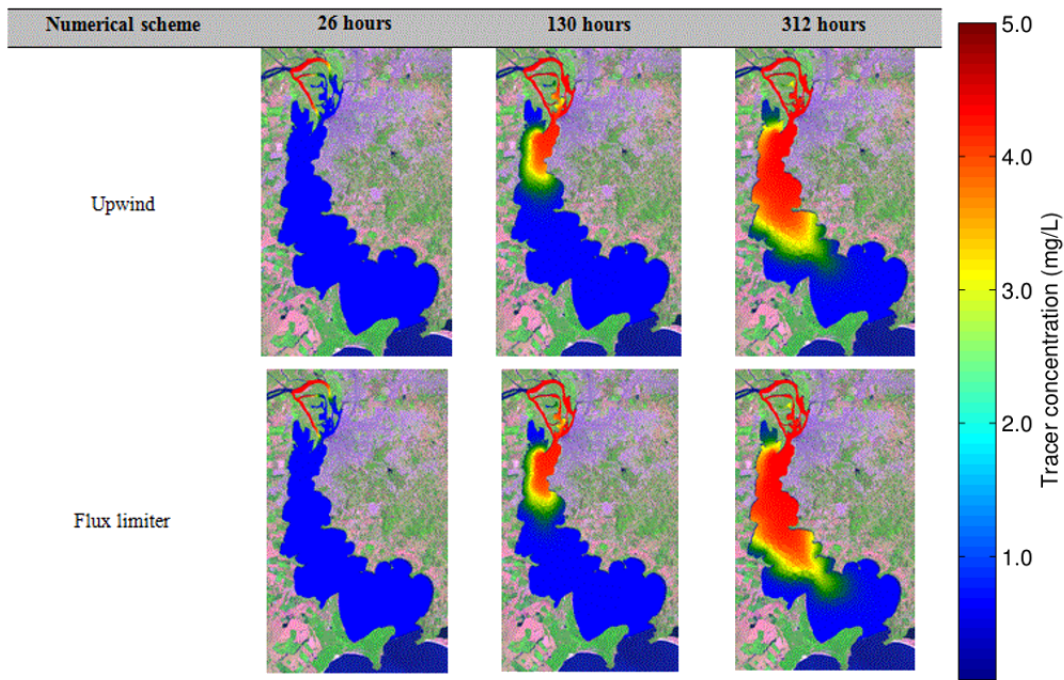 Numerical scheme 26 hours 130 hours 312 hours
Upwind
Flux limiter
5.0
4.0
3.0
2.0
1.0
Tracer concentration (mg/L)